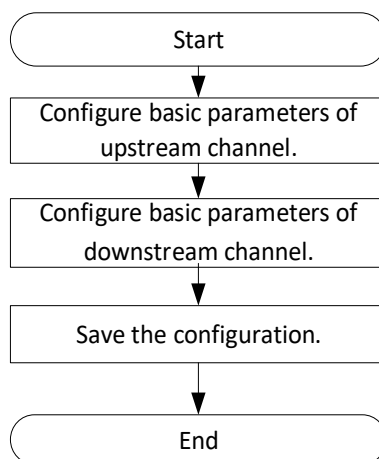 Start
Configure basic parameters of
upstream channel.
Configure basic parameters of
downstream channel.
Save the configuration.
End